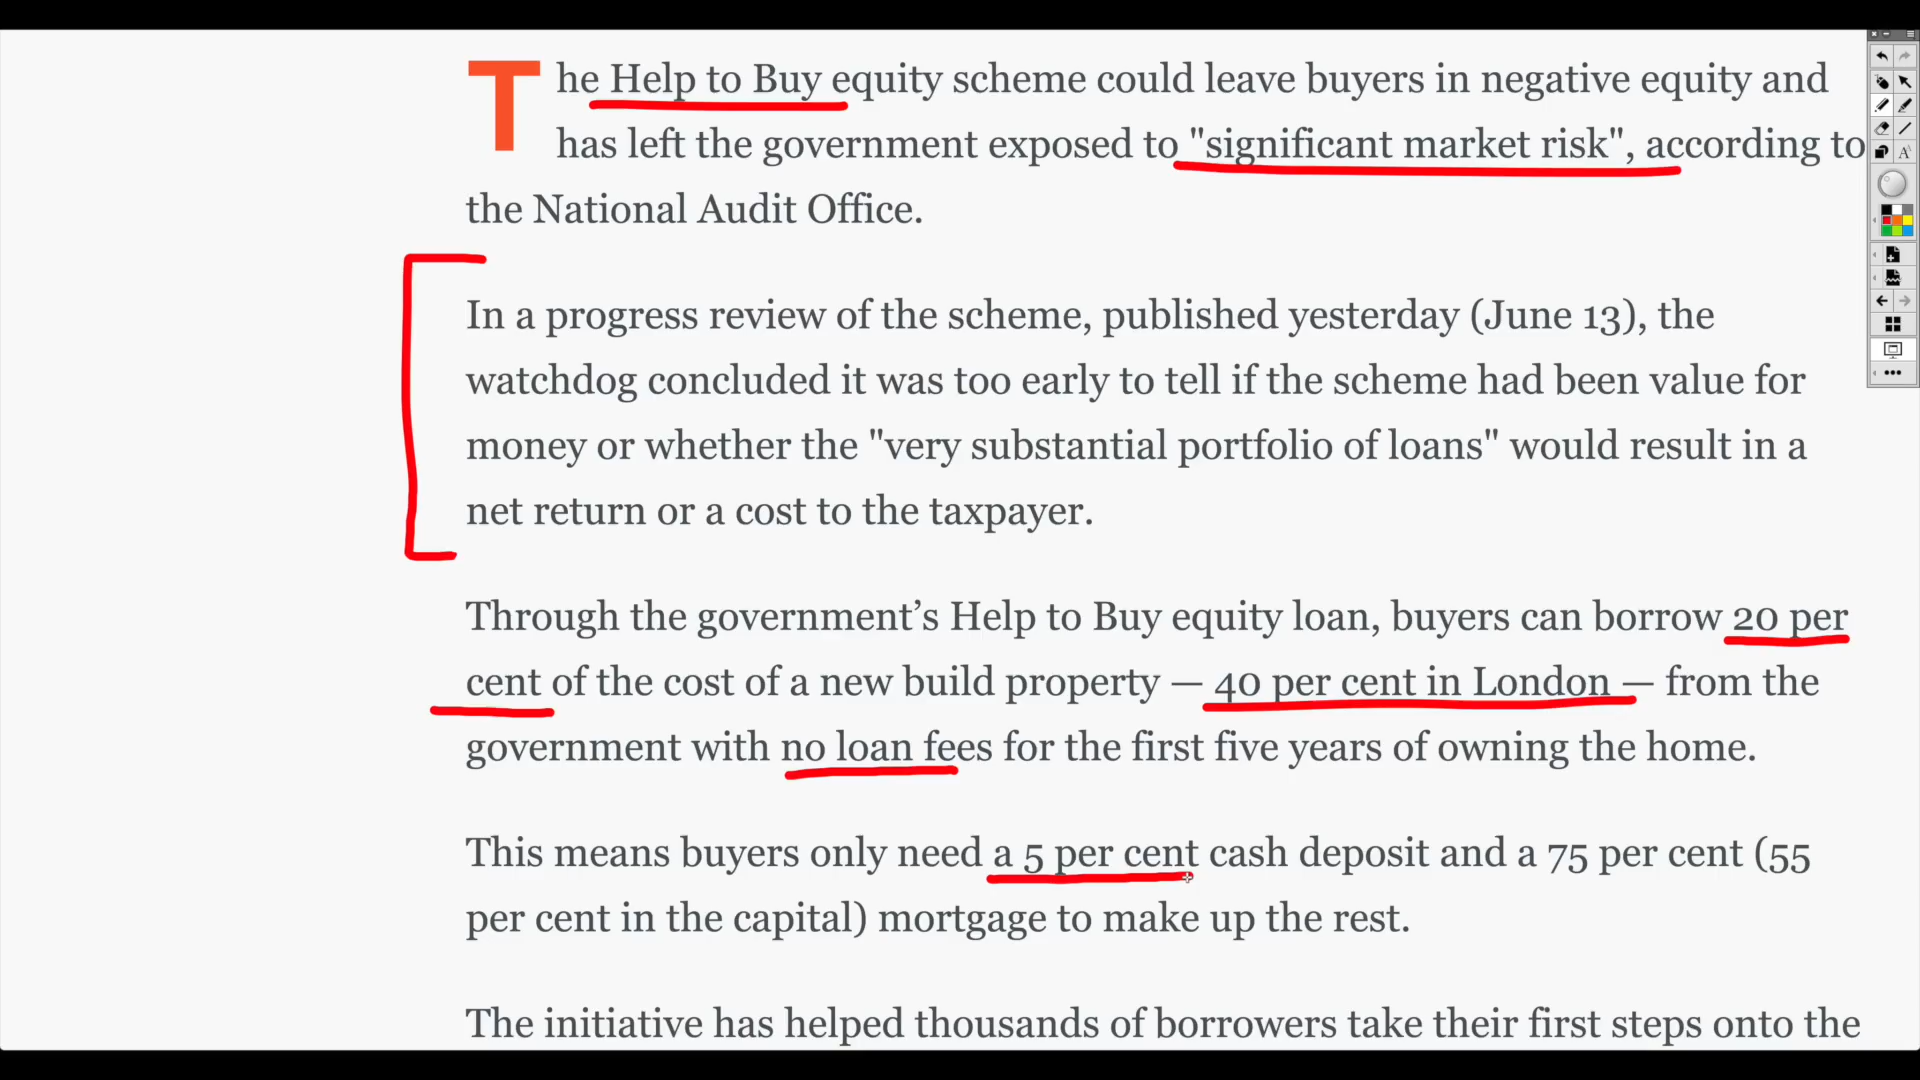 The Help to Buy equity scheme could leave buyers in negative equity and
has left the government exposed to "significant market risk", according to
the National Audit Office.
In a progress review of the scheme, published yesterday (June 13), the
watchdog concluded it was too early to tell if the scheme had been value for
money or whether the "very substantial portfolio of loans" would result in a
net return or a cost to the taxpayer.
Through the government’s Help to Buy equity loan, buyers can borrow 20 per
cent of the cost of a new build property — 40 per cent in London — from the
government with no loan fees for the first five years of owning the home.
This means buyers only need a 5 per cent cash deposit and a 75 per cent (55
per cent in the capital) mortgage to make up the rest.
The initiative has helped thousands of borrowers take their first steps onto the